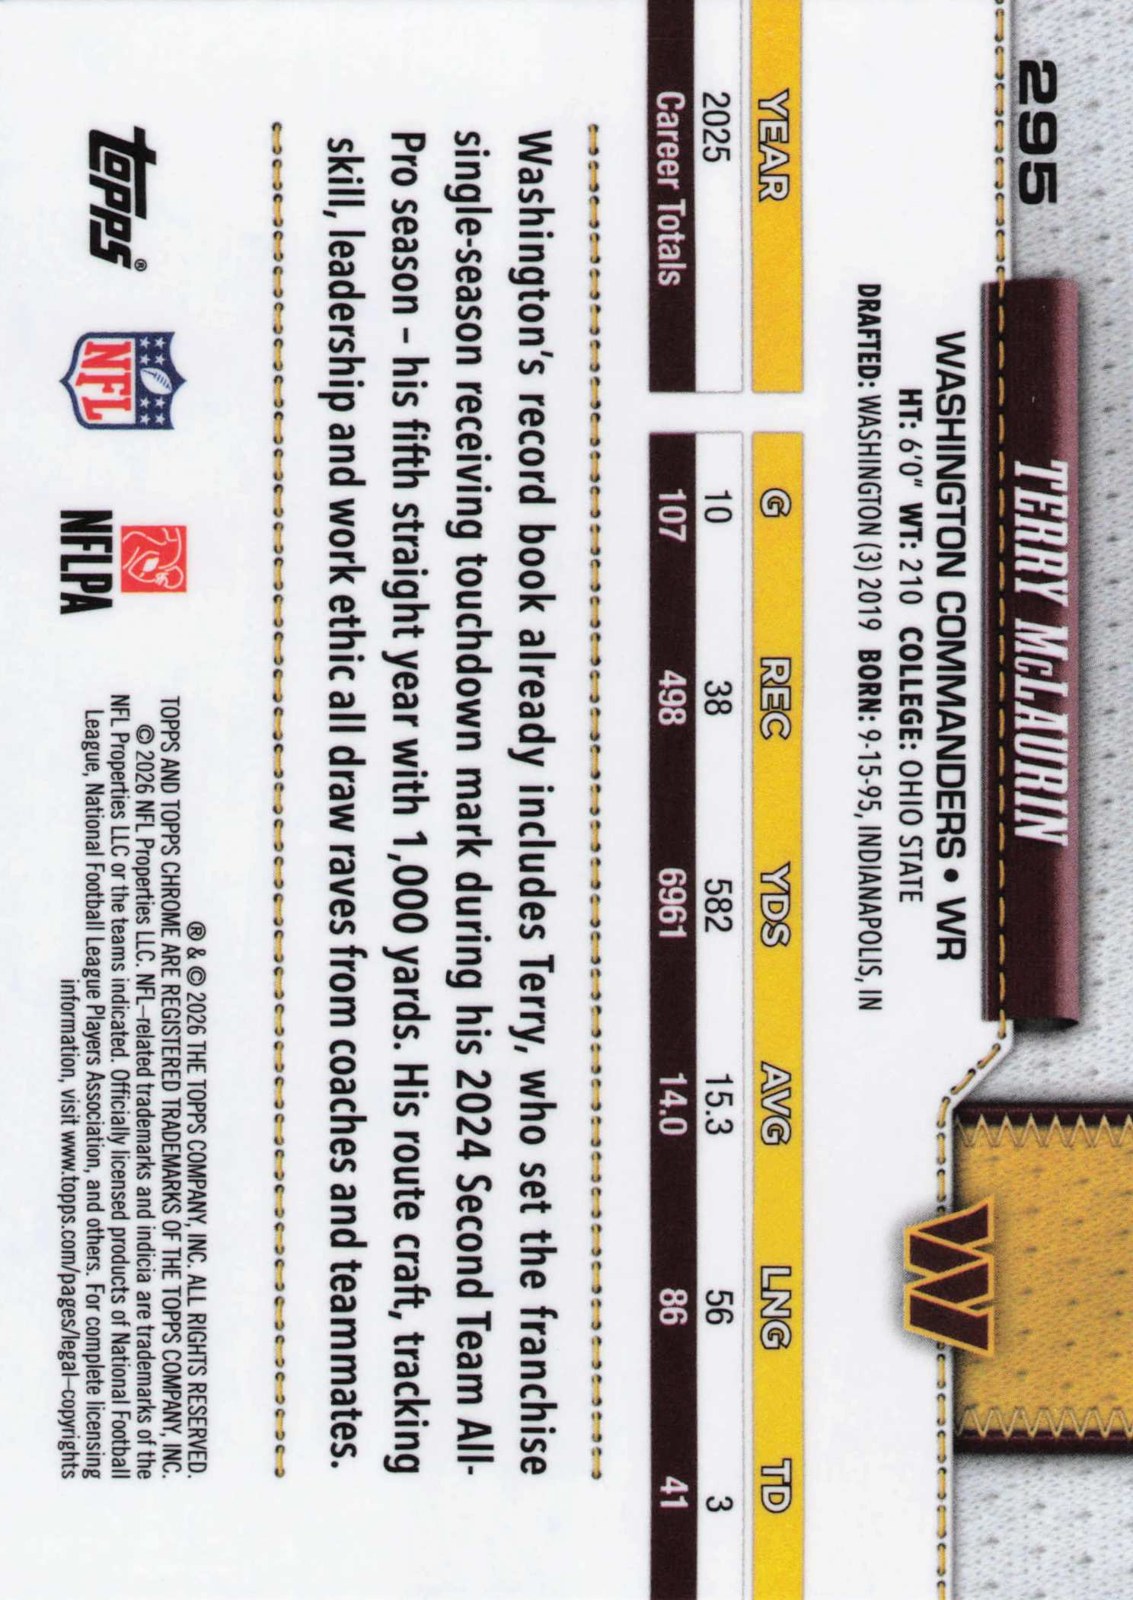 295
TERRY McLAURIN
WASHINGTON COMMANDERS • WR
HT: 6'0" WT: 210 COLLEGE: OHIO STATE
DRAFTED: WASHINGTON (3) 2019 BORN: 9-15-95, INDIANAPOLIS, IN
W
YEAR G REC YDS AVG LNG TD
2025 10 38 582 15.3 56 3
Career Totals 107 498 6961 14.0 86 41
Washington's record book already includes Terry, who set the franchise
single-season receiving touchdown mark during his 2024 Second Team All-
Pro season - his fifth straight year with 1,000 yards. His route craft, tracking
skill, leadership and work ethic all draw raves from coaches and teammates.
topps®
NFL
NFLPA
® & © 2026 THE TOPPS COMPANY, INC. ALL RIGHTS RESERVED.
TOPPS AND TOPPS CHROME ARE REGISTERED TRADEMARKS OF THE TOPPS COMPANY, INC.
© 2026 NFL Properties LLC. NFL-related trademarks and indicia are trademarks of the
NFL Properties LLC or the teams indicated. Officially licensed products of National Football
League, National Football League Players Association, and others. For complete licensing
information, visit www.topps.com/pages/legal-copyrights